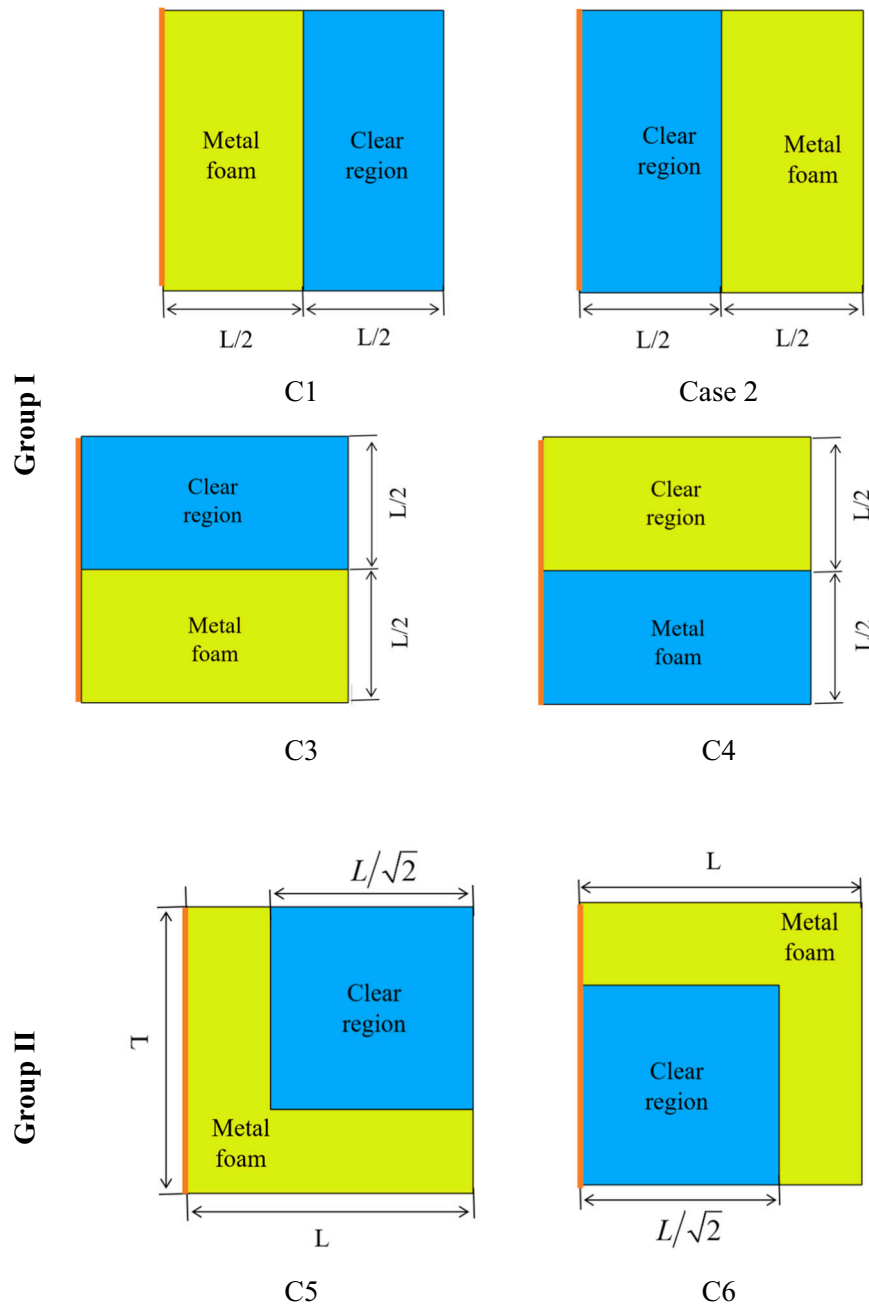 Group I
Metal
foam
Clear
region
L/2
L/2
C1
Clear
region
Metal
foam
L/2
L/2
Case 2
Clear
region
Metal
foam
L/2
L/2
C3
Clear
region
Metal
foam
L/2
L/2
C4
Group II
L/√2
Clear
region
Metal
foam
L
L
C5
L
Metal
foam
Clear
region
L/√2
C6